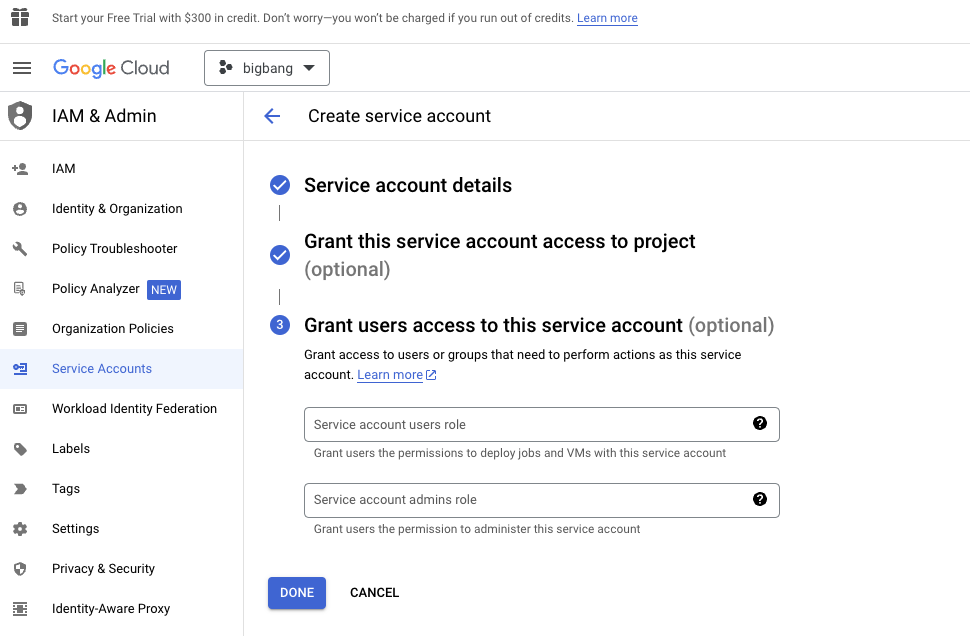 Start your Free Trial with $300 in credit. Don't worry—you won't be charged if you run out of credits. Learn more
Google Cloud
bigbang
IAM & Admin
Create service account
IAM
Identity & Organization
Policy Troubleshooter
Policy Analyzer NEW
Organization Policies
Service Accounts
Workload Identity Federation
Labels
Tags
Settings
Privacy & Security
Identity-Aware Proxy
Service account details
Grant this service account access to project
(optional)
3 Grant users access to this service account (optional)
Grant access to users or groups that need to perform actions as this service
account. Learn more
Service account users role ?
Grant users the permissions to deploy jobs and VMs with this service account
Service account admins role ?
Grant users the permission to administer this service account
DONE CANCEL